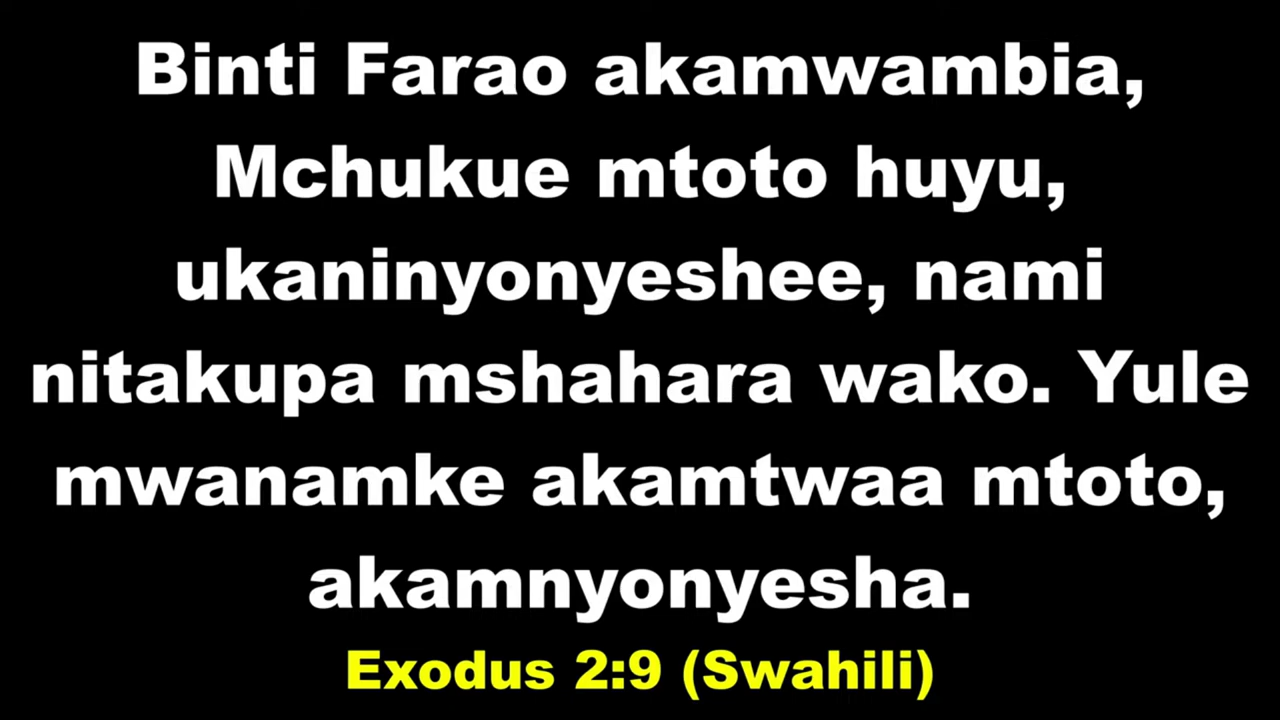 Binti Farao akamwambia,
Mchukue mtoto huyu,
ukaninyonyeshee, nami
nitakupa mshahara wako. Yule
mwanamke akamtwaa mtoto,
akamnyonyesha.
Exodus 2:9 (Swahili)